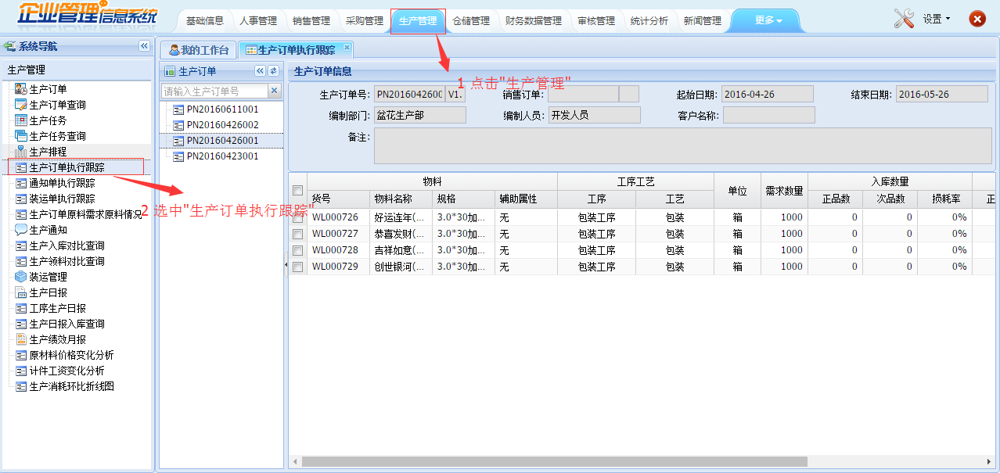 企业管理信息系统
基础信息 人事管理 销售管理 采购管理 生产管理 仓储管理 财务数据管理 审核管理 统计分析 新闻管理 更多 设置
系统导航
生产管理
生产订单
生产订单查询
生产任务
生产任务查询
生产排程
生产订单执行跟踪
通知单执行跟踪
装运单执行跟踪
生产订单原料需求原料情况
生产通知
生产入库对比查询
生产领料对比查询
装运管理
生产日报
工序生产日报
生产日报入库查询
生产绩效月报
原材料价格变化分析
计件工资变化分析
生产消耗环比折线图
我的工作台 生产订单执行跟踪
生产订单
请输入生产订单号
PN20160611001
PN20160426002
PN20160426001
PN20160423001
生产订单信息
1 点击"生产管理"
2 选中"生产订单执行跟踪"
生产订单号: PN2016042600 V1. 销售订单: 起始日期: 2016-04-26 结束日期: 2016-05-26
编制部门: 盆花生产部 编制人员: 开发人员 客户名称:
备注:
物料 工序工艺 单位 需求数量 入库数量
货号 物料名称 规格 辅助属性 工序 工艺 正品数 次品数 损耗率 正
WL000726 好运连年(... 3.0*30加... 无 包装工序 包装 箱 1000 0 0 0%
WL000727 恭喜发财(... 3.0*30加... 无 包装工序 包装 箱 1000 0 0 0%
WL000728 吉祥如意(... 3.0*30加... 无 包装工序 包装 箱 1000 0 0 0%
WL000729 创世银河(... 3.0*30加... 无 包装工序 包装 箱 1000 0 0 0%